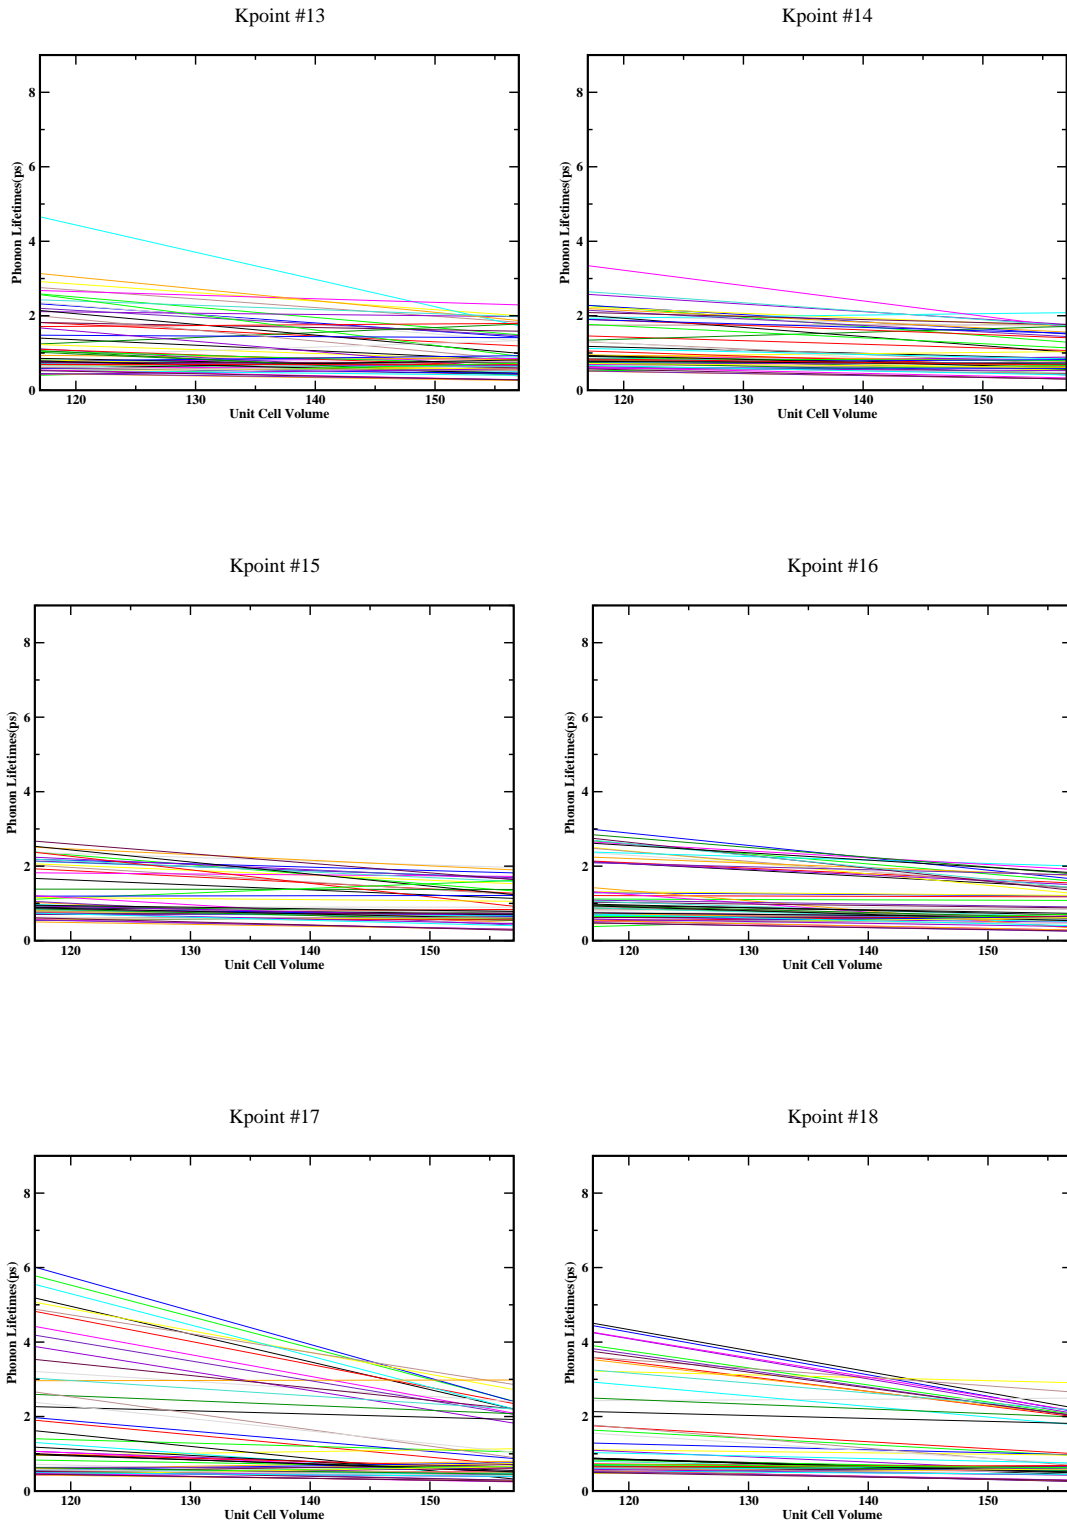 Kpoint #13
Kpoint #14
8
6
4
2
0
Phonon Lifetimes(ps)
120 130 140 150
Unit Cell Volume
8
6
4
2
0
Phonon Lifetimes(ps)
120 130 140 150
Unit Cell Volume
Kpoint #15
Kpoint #16
8
6
4
2
0
Phonon Lifetimes(ps)
120 130 140 150
Unit Cell Volume
8
6
4
2
0
Phonon Lifetimes(ps)
120 130 140 150
Unit Cell Volume
Kpoint #17
Kpoint #18
8
6
4
2
0
Phonon Lifetimes(ps)
120 130 140 150
Unit Cell Volume
8
6
4
2
0
Phonon Lifetimes(ps)
120 130 140 150
Unit Cell Volume